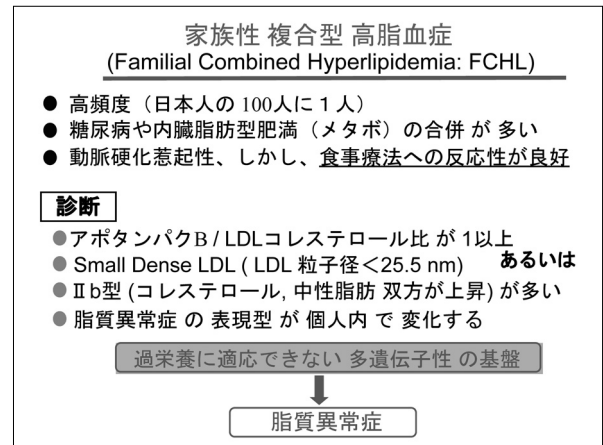 家族性 複合型 高脂血症
(Familial Combined Hyperlipidemia: FCHL)
● 高頻度（日本人の 100人に１人）
● 糖尿病や内臓脂肪型肥満（メタボ）の合併 が 多い
● 動脈硬化惹起性、しかし、食事療法への反応性が良好
診断
●アポタンパクB / LDLコレステロール比 が 1以上
● Small Dense LDL ( LDL 粒子径＜25.5 nm) あるいは
●Ⅱb型 (コレステロール, 中性脂肪 双方が上昇) が多い
●脂質異常症 の 表現型 が 個人内 で 変化する
過栄養に適応できない 多遺伝子性 の基盤
脂質異常症